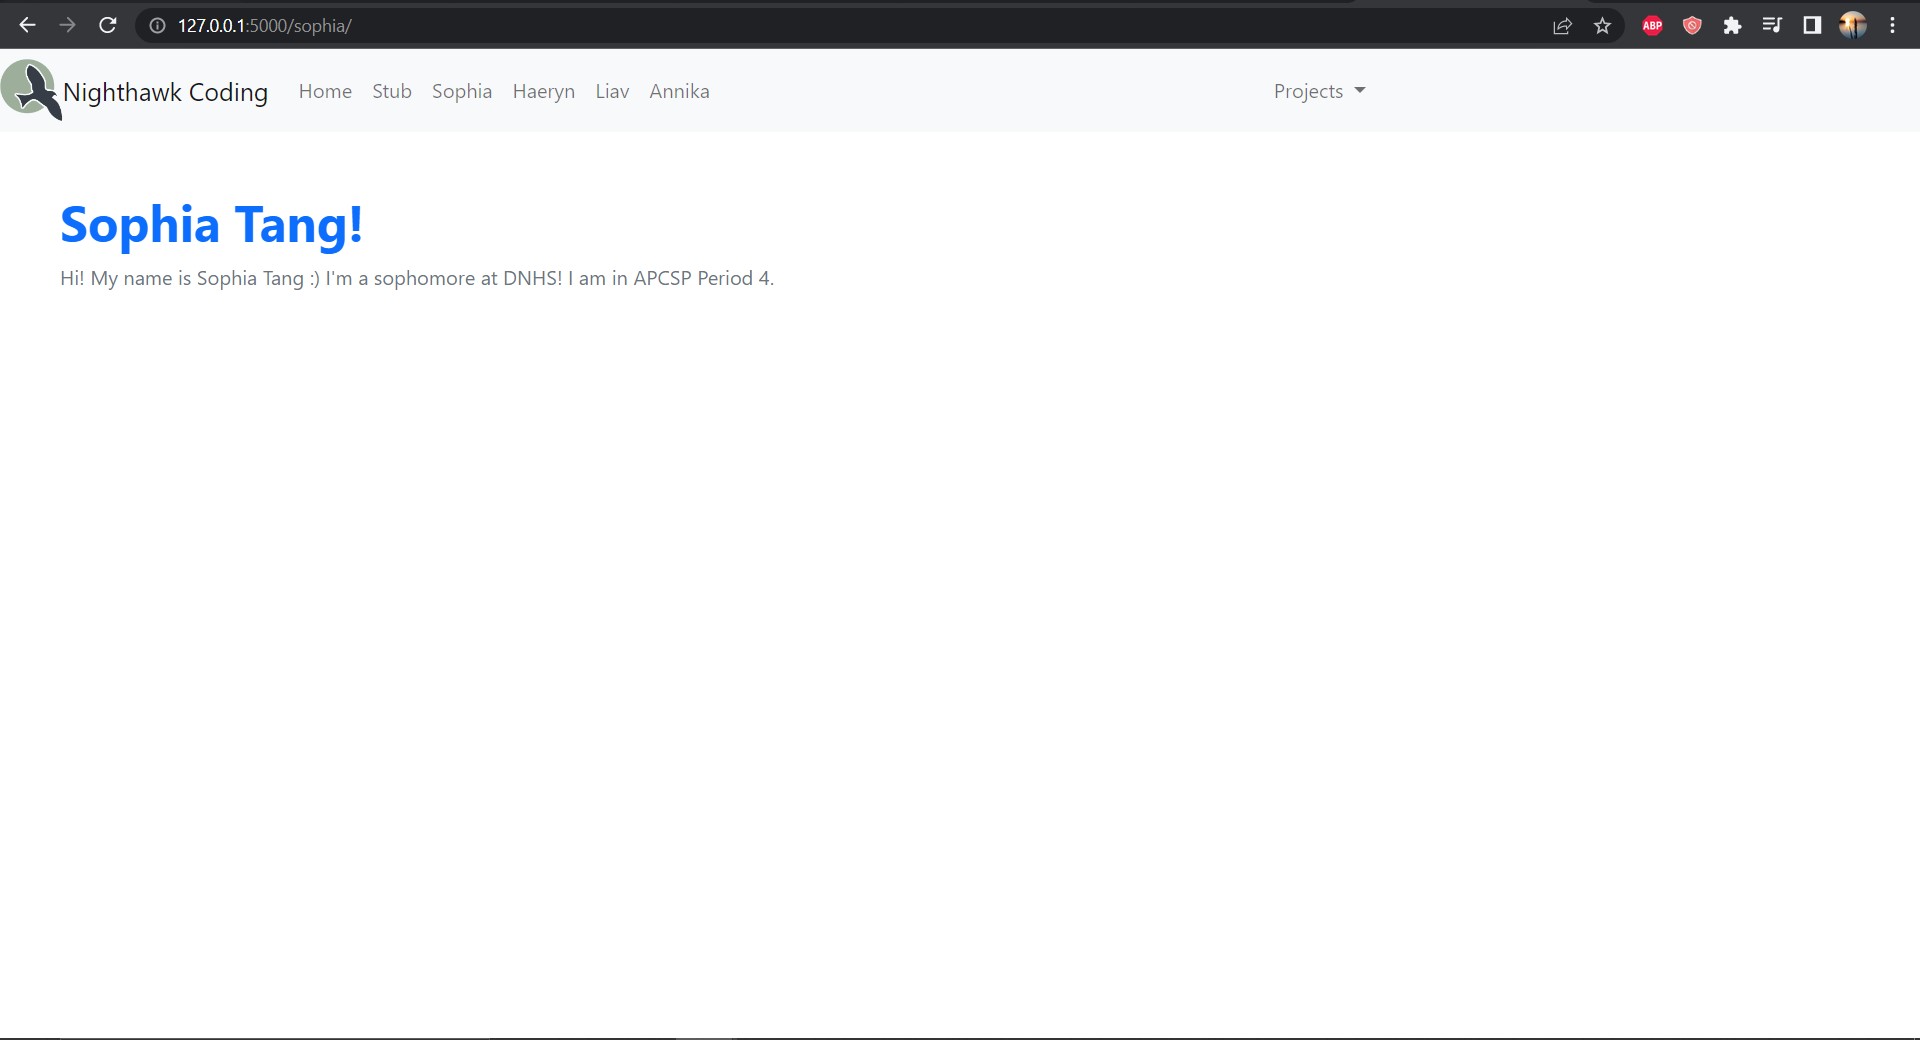 127.0.0.1:5000/sophia/
ABP
Nighthawk Coding Home Stub Sophia Haeryn Liav Annika Projects
Sophia Tang!
Hi! My name is Sophia Tang :) I'm a sophomore at DNHS! I am in APCSP Period 4.